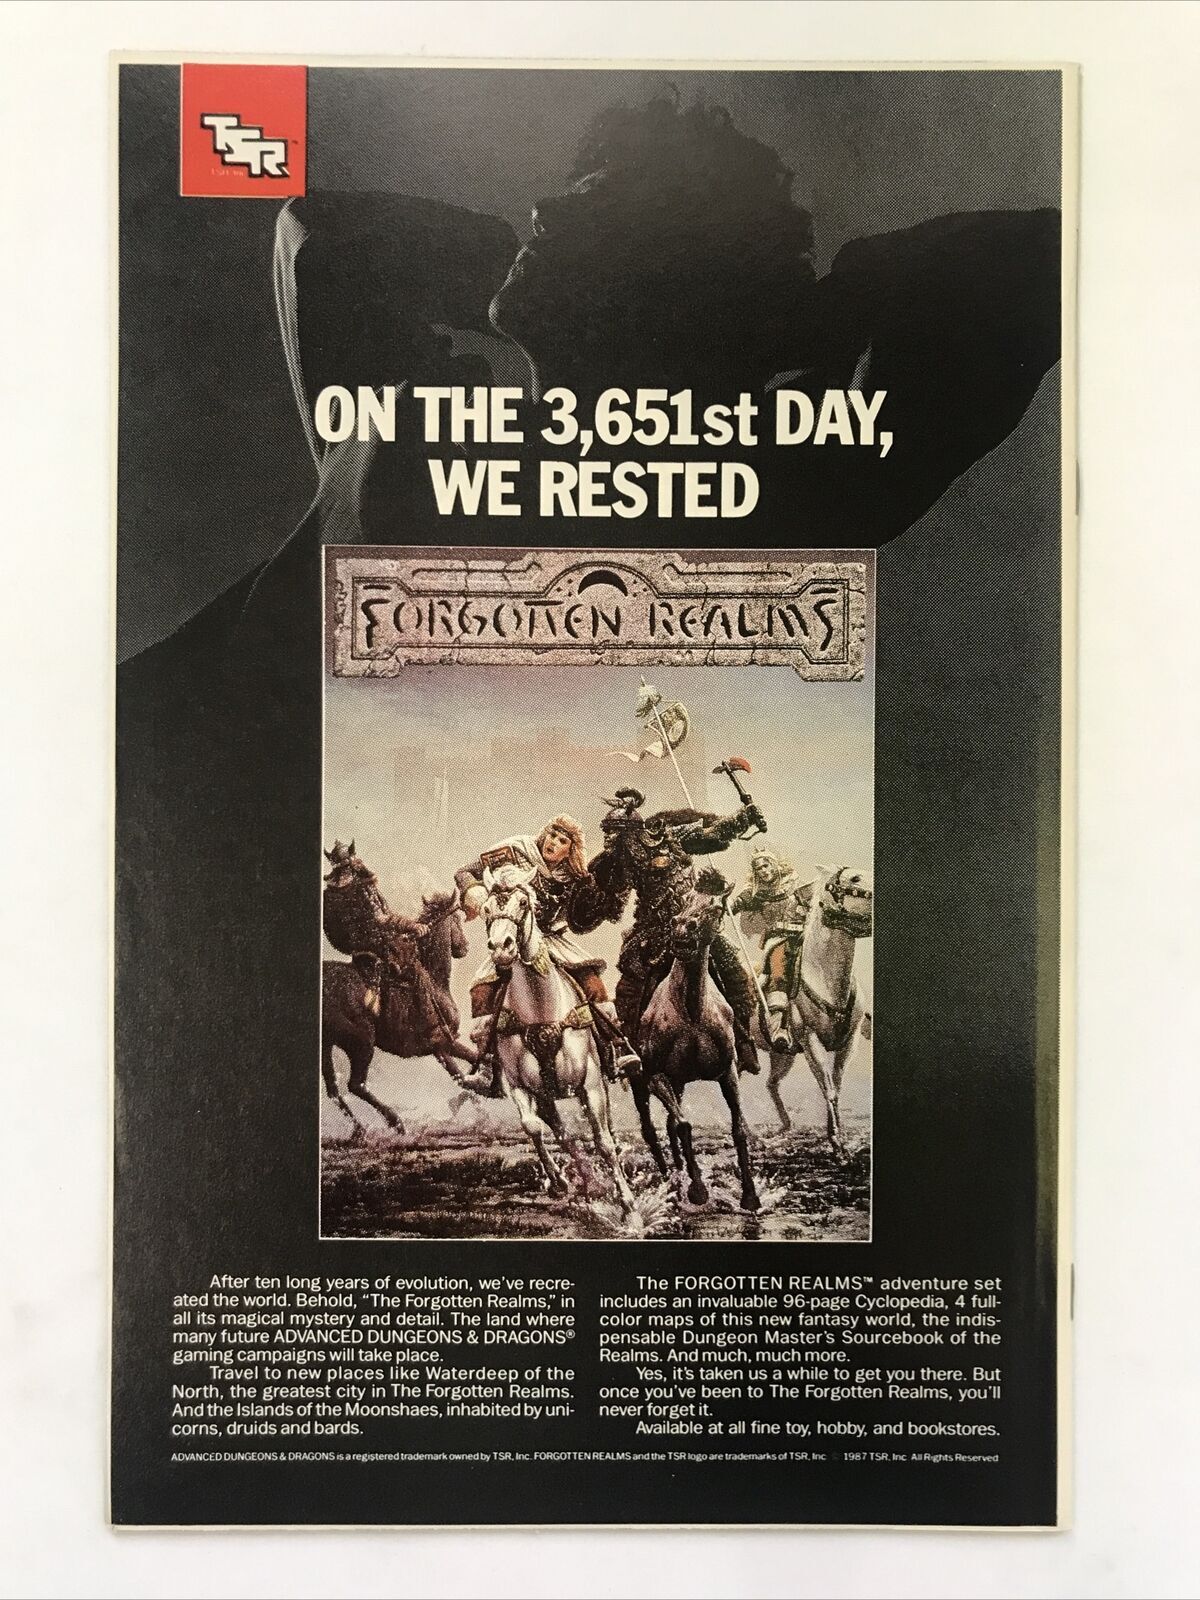 TSR™
ON THE 3,651st DAY,
WE RESTED
FORGOTTEN REALMS
After ten long years of evolution, we've recre-
ated the world. Behold, "The Forgotten Realms," in
all its magical mystery and detail. The land where
many future ADVANCED DUNGEONS & DRAGONS®
gaming campaigns will take place.
Travel to new places like Waterdeep of the
North, the greatest city in The Forgotten Realms.
And the Islands of the Moonshaes, inhabited by uni-
corns, druids and bards.
The FORGOTTEN REALMS™ adventure set
includes an invaluable 96-page Cyclopedia, 4 full-
color maps of this new fantasy world, the indis-
pensable Dungeon Master's Sourcebook of the
Realms. And much, much more.
Yes, it's taken us a while to get you there. But
once you've been to The Forgotten Realms, you'll
never forget it.
Available at all fine toy, hobby, and bookstores.
ADVANCED DUNGEONS & DRAGONS is a registered trademark owned by TSR, Inc. FORGOTTEN REALMS and the TSR logo are trademarks of TSR, Inc © 1987 TSR, Inc All Rights Reserved